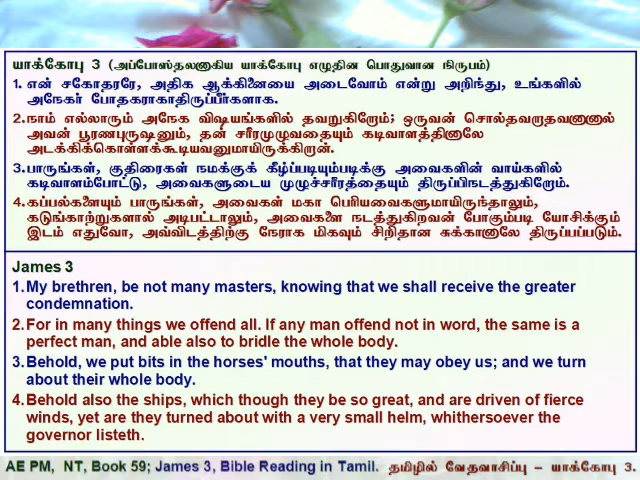 யாக்கோபு 3 (அப்போஸ்தலனாகிய யாக்கோபு எழுதின பொதுவான நிருபம்)
1. என் சகோதரரே, அதிக ஆக்கினையை அடைவோம் என்று அறிந்து, உங்களில்
அநேகர் போதகராகாதிருப்பீர்களாக.
2.நாம் எல்லாரும் அநேக விஷயங்களில் தவறுகிறோம்; ஒருவன் சொல்தவறாதவனானால்
அவன் பூரணபுருஷனும், தன் சரீரமுழுவதையும் கடிவாளத்தினாலே
அடக்கிக்கொள்ளக்கூடியவனுமாயிருக்கிறான்.
3.பாருங்கள், குதிரைகள் நமக்குக் கீழ்ப்படியும்படிக்கு அவைகளின் வாய்களில்
கடிவாளம்போட்டு, அவைகளுடைய முழுச்சரீரத்தையும் திருப்பிநடத்துகிறோம்.
4.கப்பல்களையும் பாருங்கள், அவைகள் மகா பெரியவைகளுமாயிருந்தாலும்,
கடுங்காற்றுகளால் அடிபட்டாலும், அவைகளை நடத்துகிறவன் போகும்படி யோசிக்கும்
இடம் எதுவோ, அவ்விடத்திற்கு நேராக மிகவும் சிறிதான சுக்கானாலே திருப்பப்படும்.
James 3
1.My brethren, be not many masters, knowing that we shall receive the greater
condemnation.
2.For in many things we offend all. If any man offend not in word, the same is a
perfect man, and able also to bridle the whole body.
3.Behold, we put bits in the horses' mouths, that they may obey us; and we turn
about their whole body.
4.Behold also the ships, which though they be so great, and are driven of fierce
winds, yet are they turned about with a very small helm, whithersoever the
governor listeth.
AE PM, NT, Book 59; James 3, Bible Reading in Tamil. தமிழில் வேதவாசிப்பு – யாக்கோபு 3.